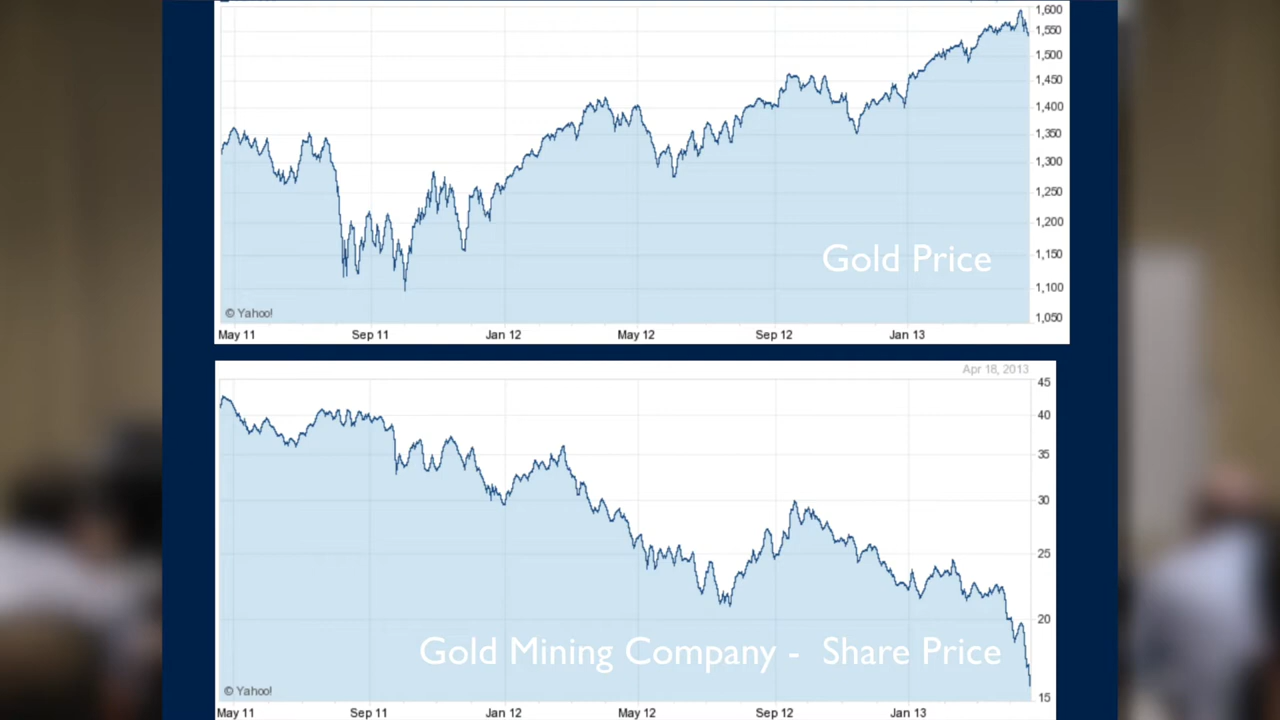 1,600
1,550
1,500
1,450
1,400
1,350
1,300
1,250
1,200
1,150
1,100
1,050
Gold Price
© Yahoo!
May 11 Sep 11 Jan 12 May 12 Sep 12 Jan 13
Apr 18, 2013
45
40
35
30
25
20
15
Gold Mining Company - Share Price
© Yahoo!
May 11 Sep 11 Jan 12 May 12 Sep 12 Jan 13